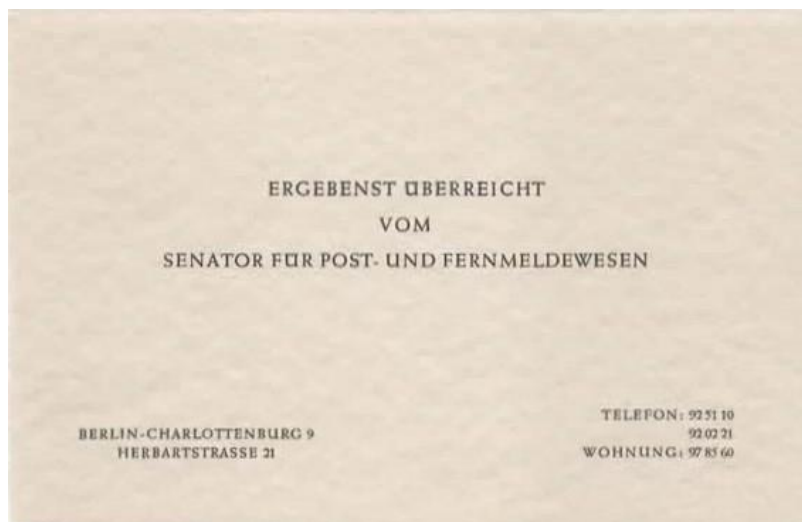 ERGEBENST ÜBERREICHT
VOM
SENATOR FÜR POST- UND FERNMELDEWESEN
BERLIN-CHARLOTTENBURG 9
HERBARTSTRASSE 21
TELEFON: 92 51 10
92 02 21
WOHNUNG: 97 85 60